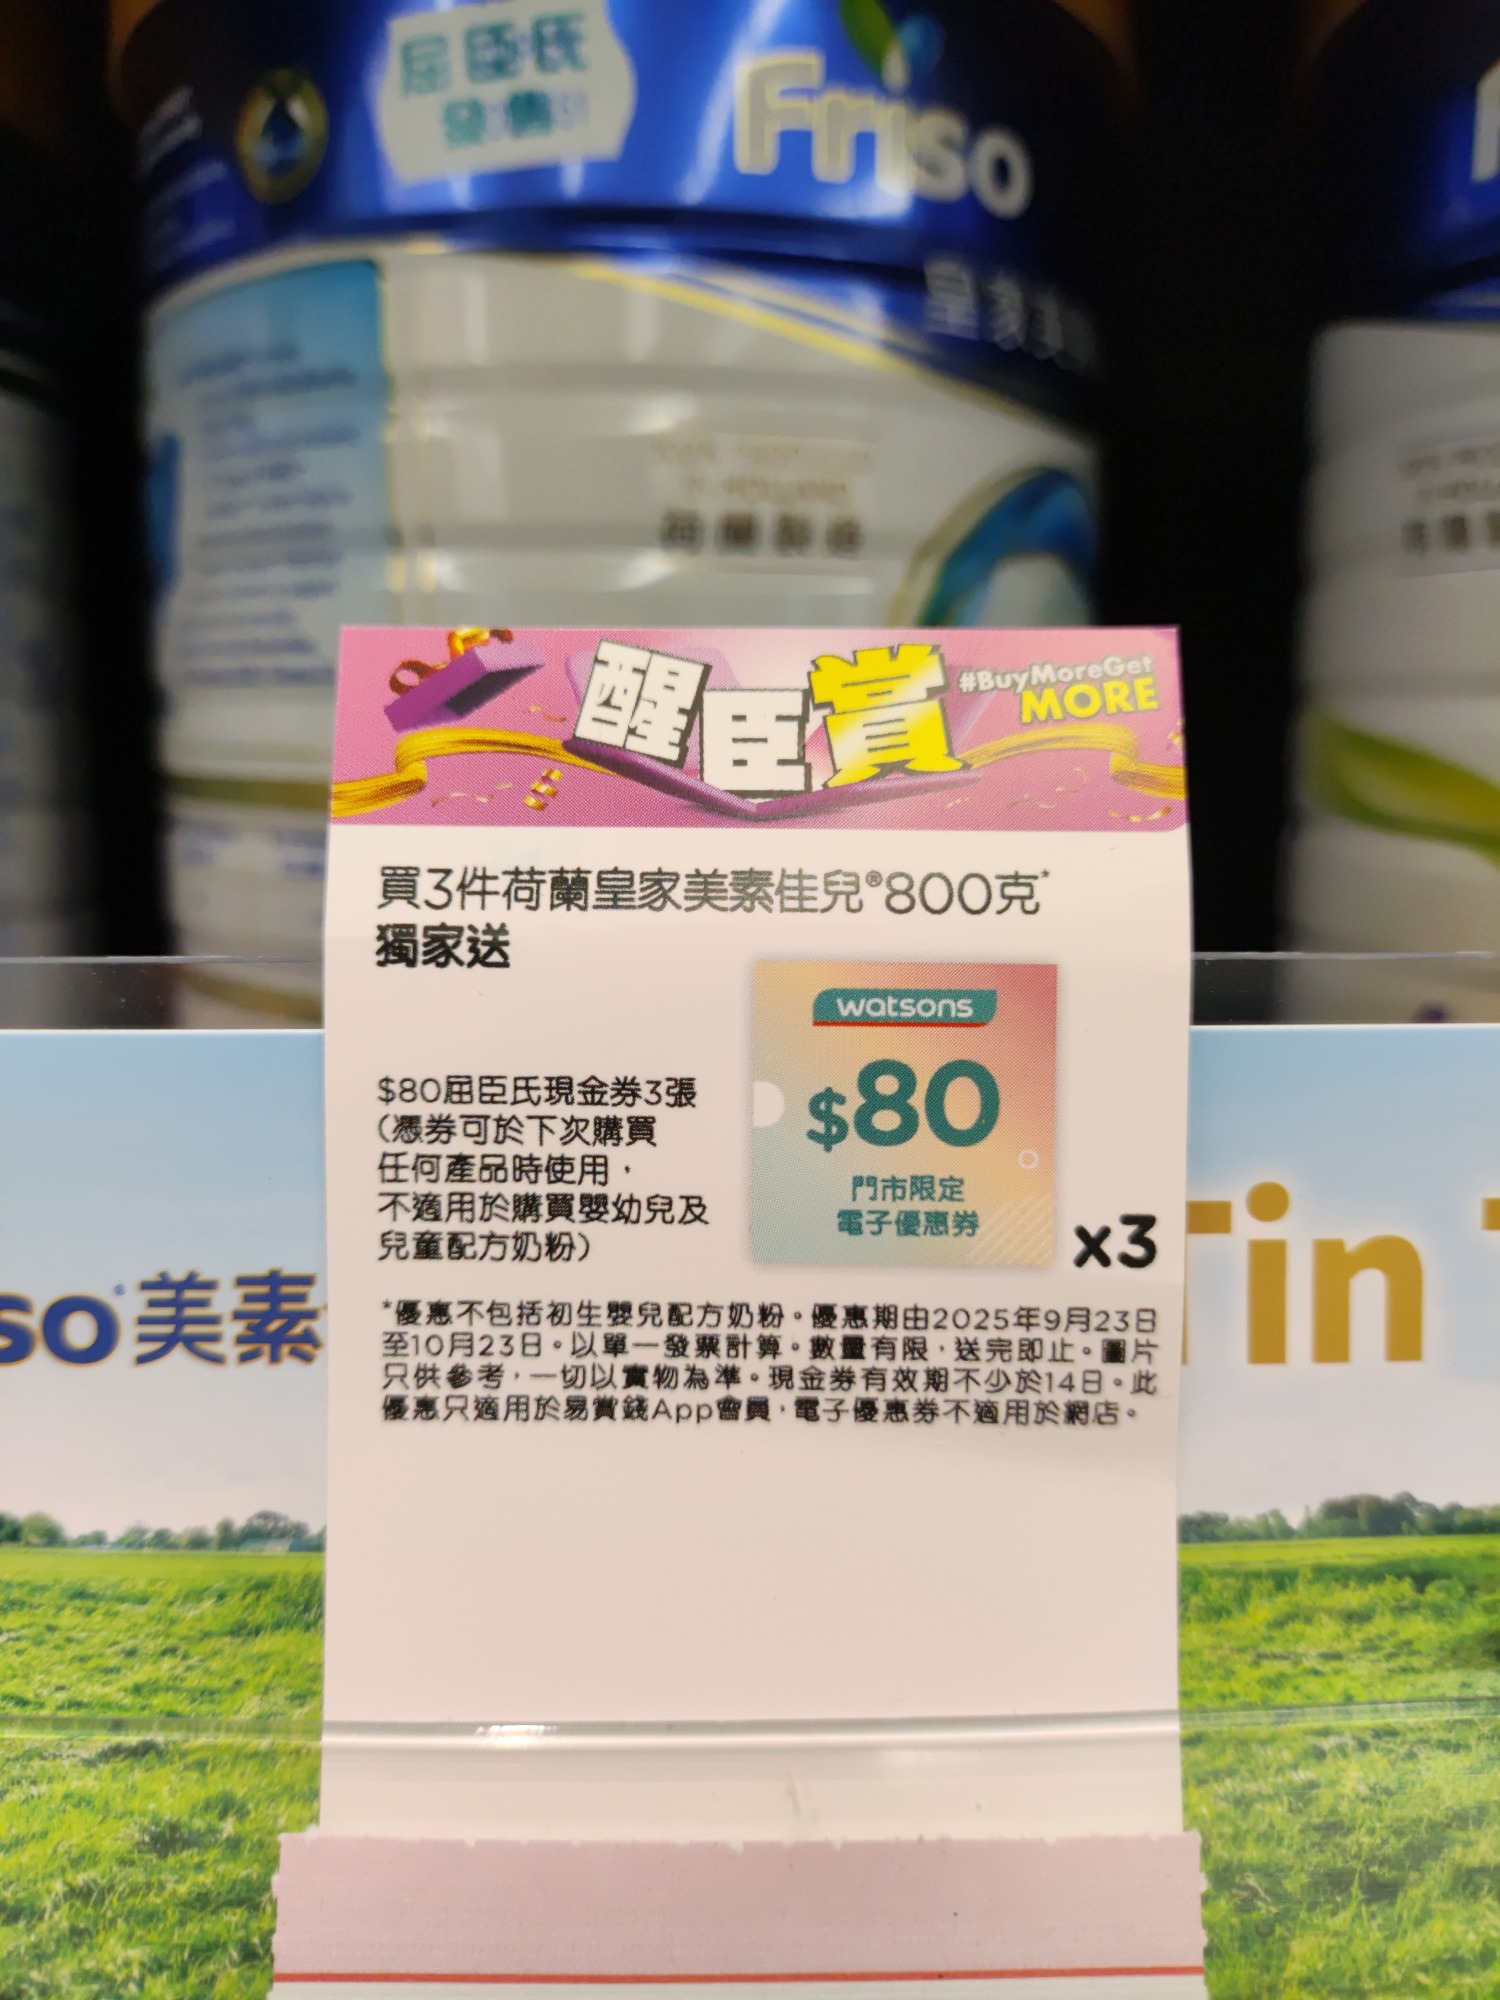 屈臣氏
發售
Friso
皇家美
荷蘭製造
醒臣賞
#BuyMoreGet
MORE
買3件荷蘭皇家美素佳兒®800克*
獨家送
watsons
$80
門市限定
電子優惠券
x3
$80屈臣氏現金券3張
(憑券可於下次購買
任何產品時使用，
不適用於購買嬰幼兒及
兒童配方奶粉)
*優惠不包括初生嬰兒配方奶粉。優惠期由2025年9月23日
至10月23日。以單一發票計算。數量有限，送完即止。圖片
只供參考，一切以實物為準。現金券有效期不少於14日。此
優惠只適用於易賞錢App會員，電子優惠券不適用於網店。
so美素
Tin